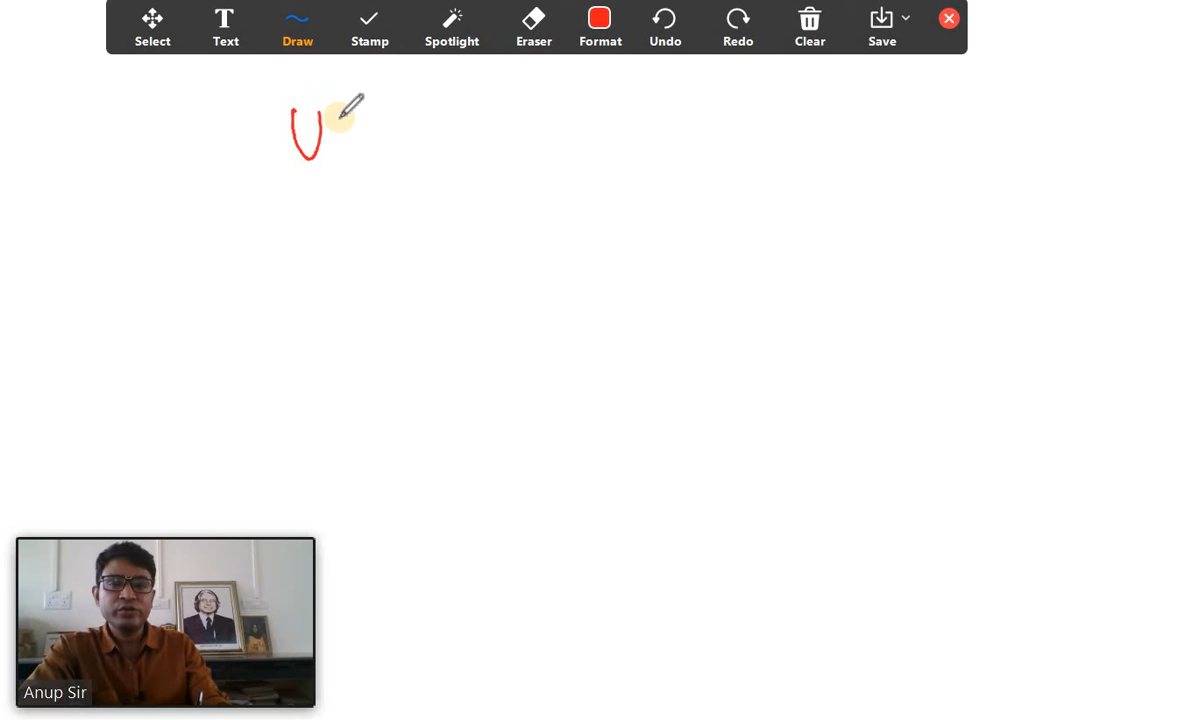 Select Text Draw Stamp Spotlight Eraser Format Undo Redo Clear Save
U
Anup Sir